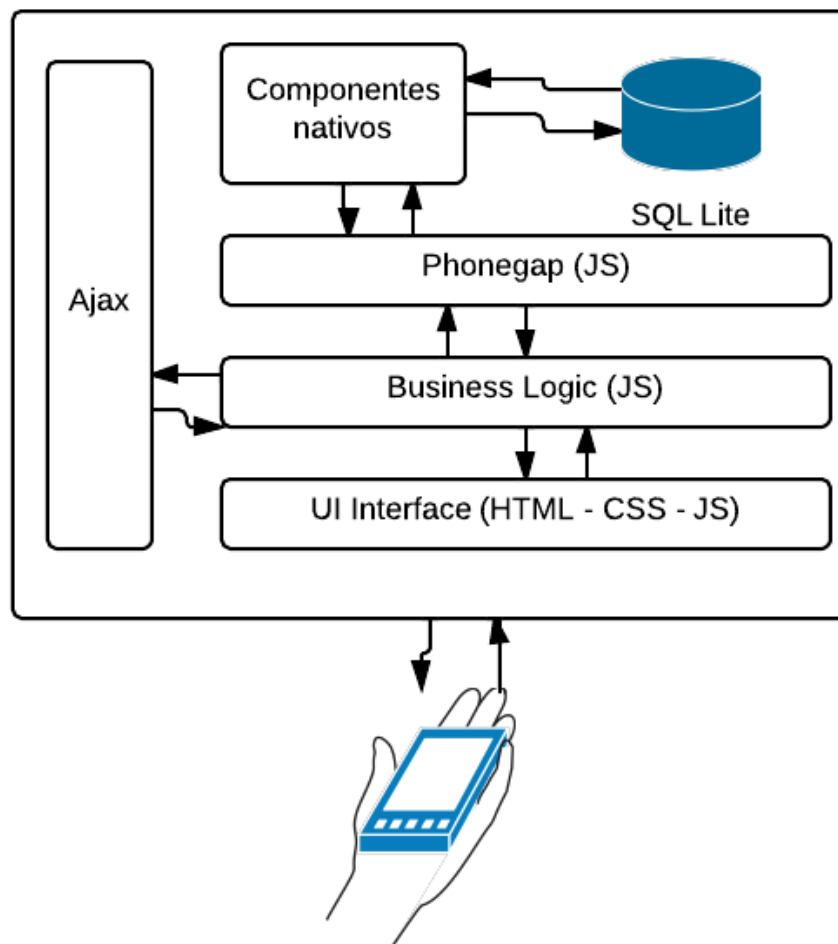 Componentes
nativos
SQL Lite
Phonegap (JS)
Ajax
Business Logic (JS)
UI Interface (HTML - CSS - JS)